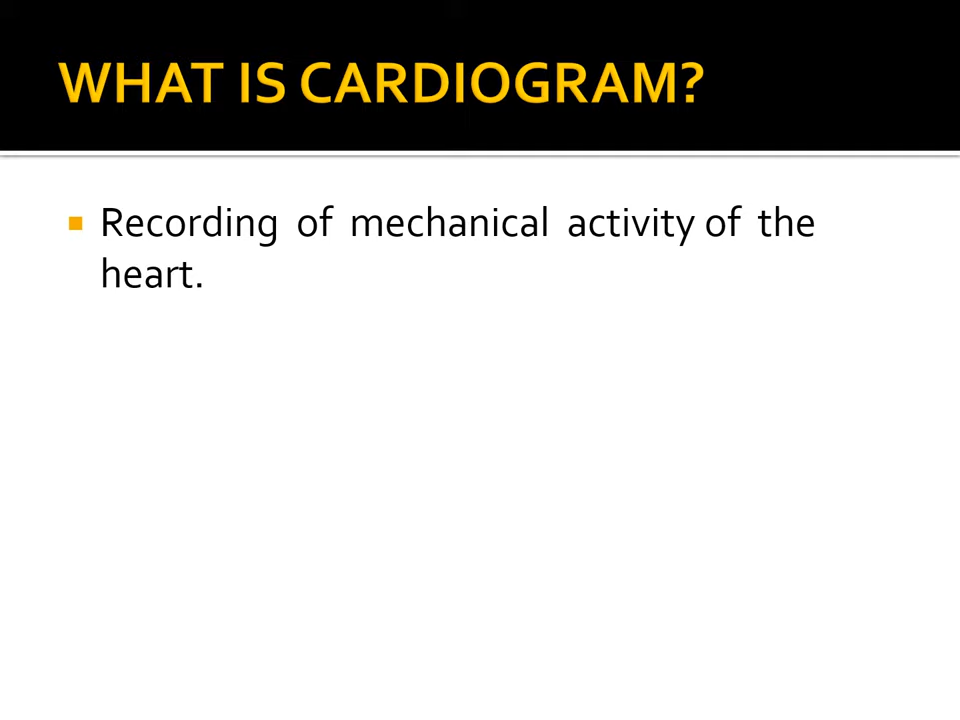 WHAT IS CARDIOGRAM?
Recording of mechanical activity of the
heart.